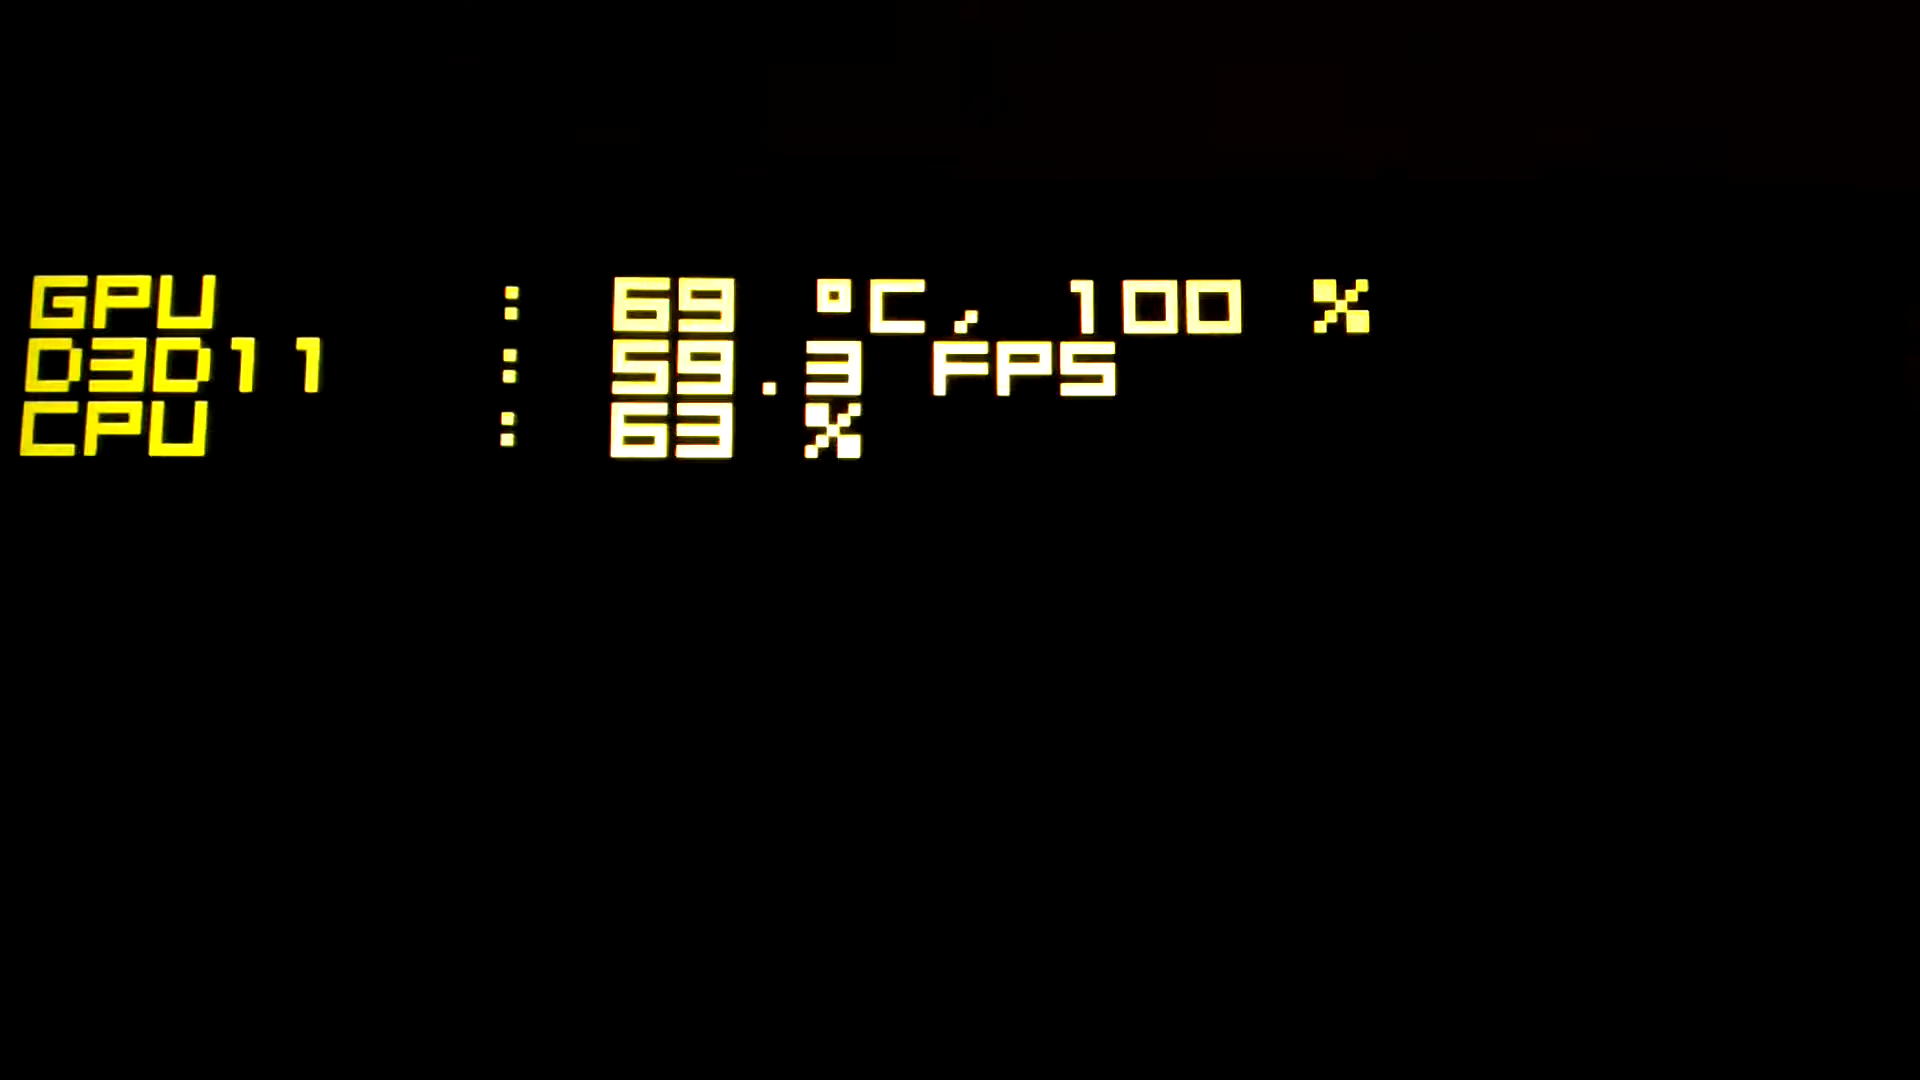 GPU : 69 °C, 100 %
D3D11 : 59.3 FPS
CPU : 63 %